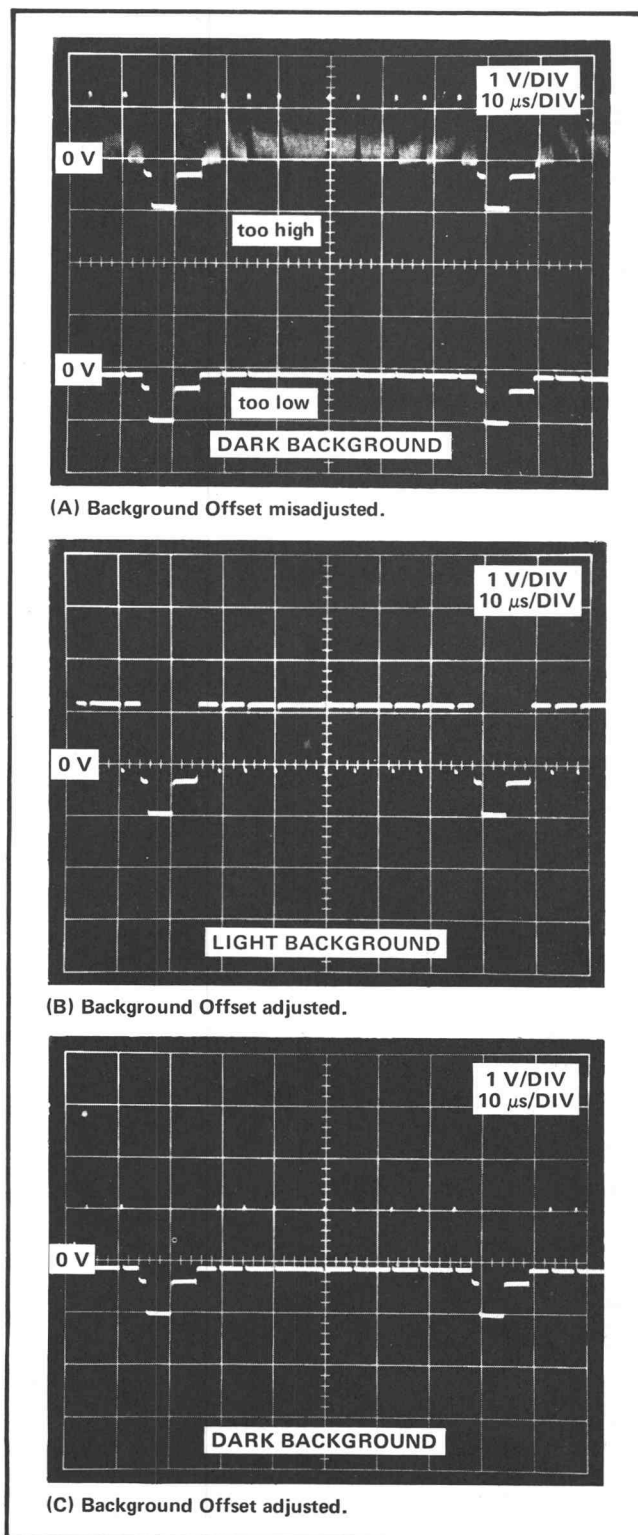 1 V/DIV
10 µs/DIV
0 V
too high
0 V
too low
DARK BACKGROUND
(A) Background Offset misadjusted.
1 V/DIV
10 µs/DIV
0 V
LIGHT BACKGROUND
(B) Background Offset adjusted.
1 V/DIV
10 µs/DIV
0 V
DARK BACKGROUND
(C) Background Offset adjusted.